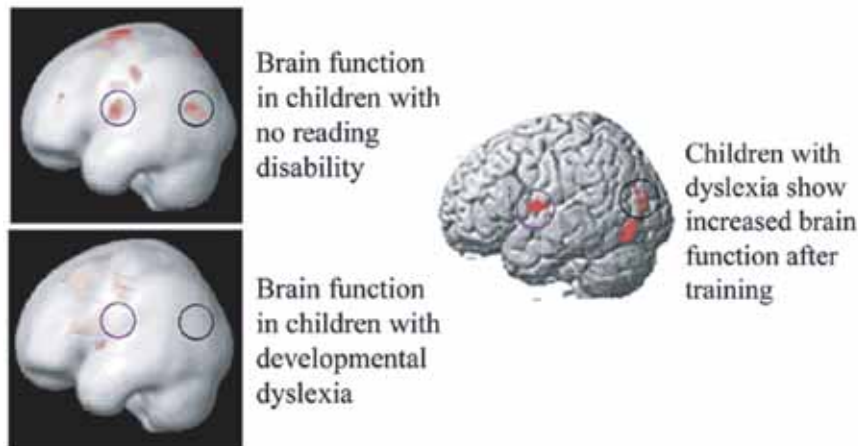 Brain function
in children with
no reading
disability
Brain function
in children with
developmental
dyslexia
Children with
dyslexia show
increased brain
function after
training